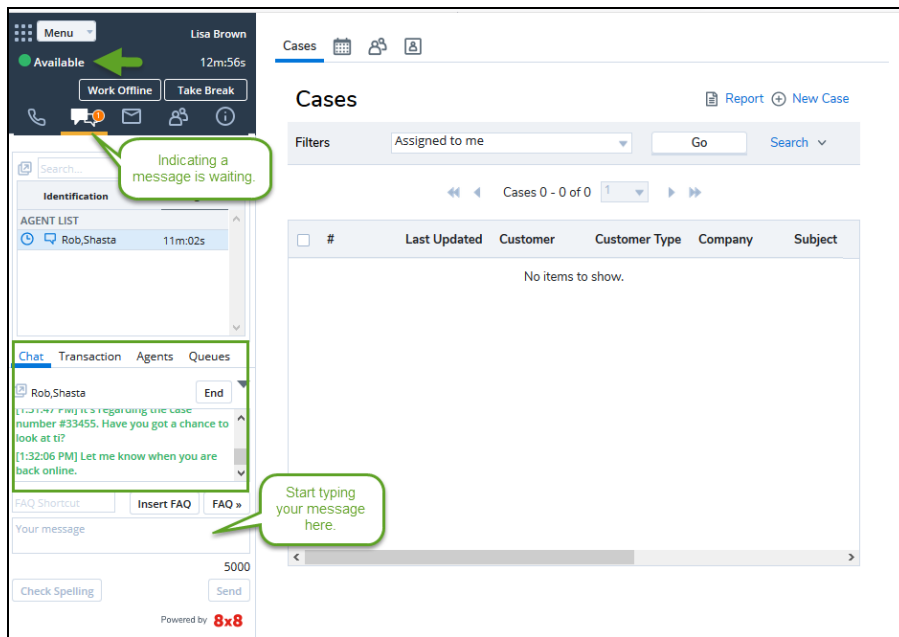 Menu
Lisa Brown
Available
12m:56s
Work Offline
Take Break
1
Indicating a
message is waiting.
Search...
Identification
AGENT LIST
Rob,Shasta
11m:02s
Chat
Transaction
Agents
Queues
Rob,Shasta
End
[1:31:47 PM] It's regarding the case
number #33455. Have you got a chance to
look at ti?
[1:32:06 PM] Let me know when you are
back online.
FAQ Shortcut
Insert FAQ
FAQ »
Your message
Start typing
your message
here.
5000
Check Spelling
Send
Powered by 8x8
Cases
Cases
Report
New Case
Filters
Assigned to me
Go
Search
Cases 0 - 0 of 0
1
#
Last Updated
Customer
Customer Type
Company
Subject
No items to show.